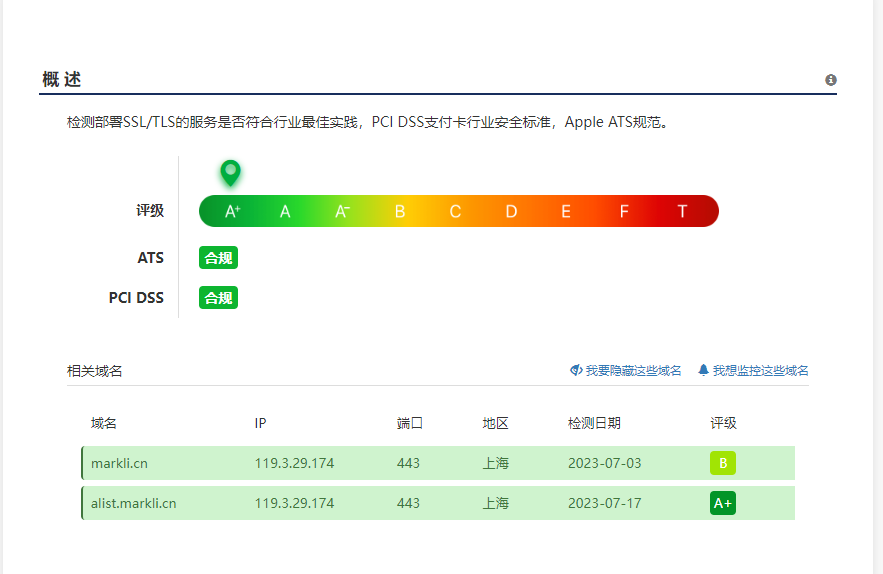 概 述
检测部署SSL/TLS的服务是否符合行业最佳实践，PCI DSS支付卡行业安全标准，Apple ATS规范。
评级 A+ A A- B C D E F T
ATS 合规
PCI DSS 合规
相关域名 我要隐藏这些域名 我想监控这些域名
域名 IP 端口 地区 检测日期 评级
markli.cn 119.3.29.174 443 上海 2023-07-03 B
alist.markli.cn 119.3.29.174 443 上海 2023-07-17 A+